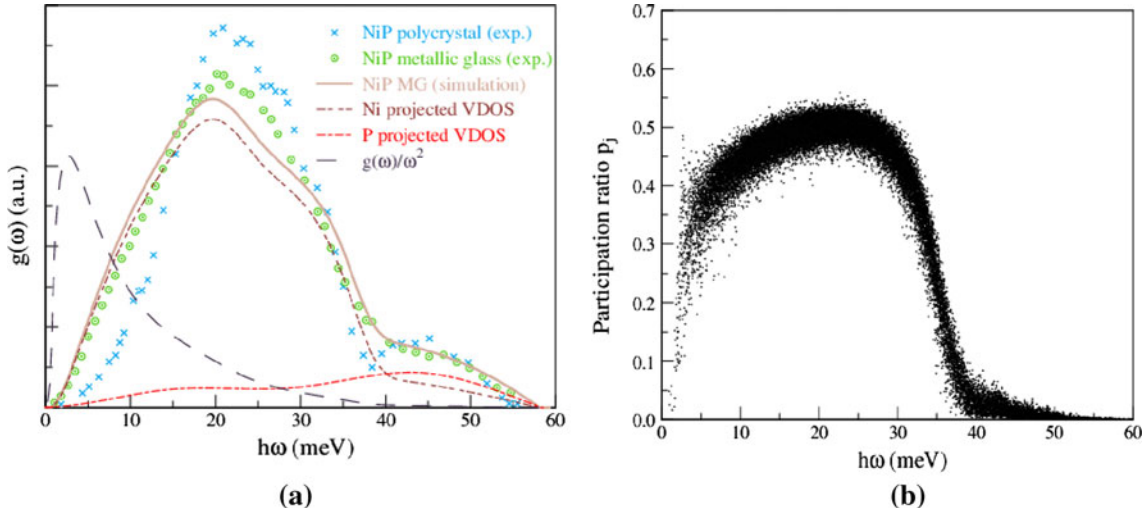 g(ω) (a.u.)
NiP polycrystal (exp.)
NiP metallic glass (exp.)
NiP MG (simulation)
Ni projected VDOS
P projected VDOS
g(ω)/ω²
0 10 20 30 40 50 60
hω (meV)
(a)
Participation ratio pⱼ
0.7
0.6
0.5
0.4
0.3
0.2
0.1
0.0
0 10 20 30 40 50 60
hω (meV)
(b)